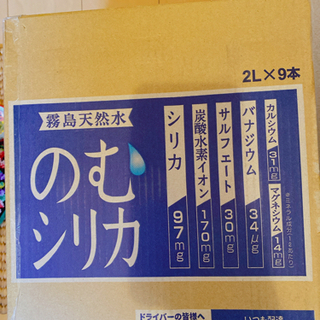 2L×9本
霧島天然水
のむ
シリカ
シリカ 97mg
炭酸水素イオン 170mg
サルフェート 30mg
バナジウム 34μg
カルシウム 31mg
マグネシウム 14mg
ドライバーの皆様へ